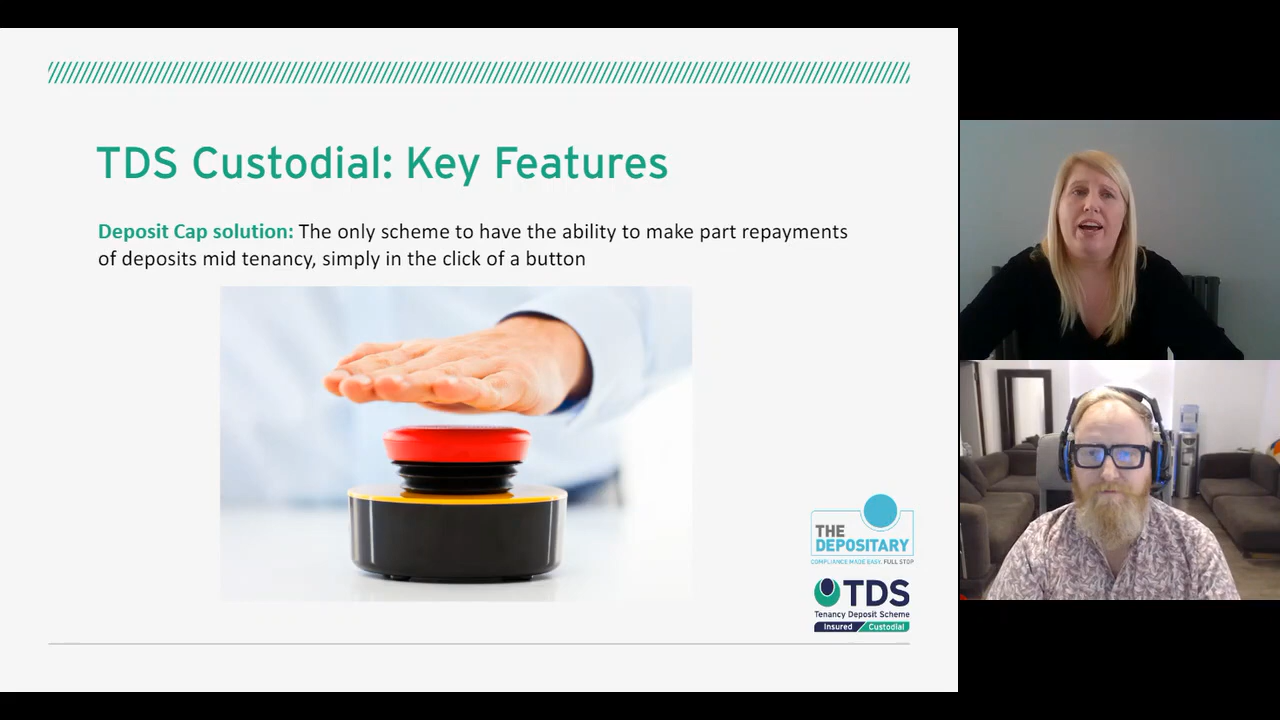 TDS Custodial: Key Features
Deposit Cap solution: The only scheme to have the ability to make part repayments
of deposits mid tenancy, simply in the click of a button
THE
DEPOSITARY
COMPLIANCE MADE EASY. FULL STOP
TDS
Tenancy Deposit Scheme
Insured Custodial